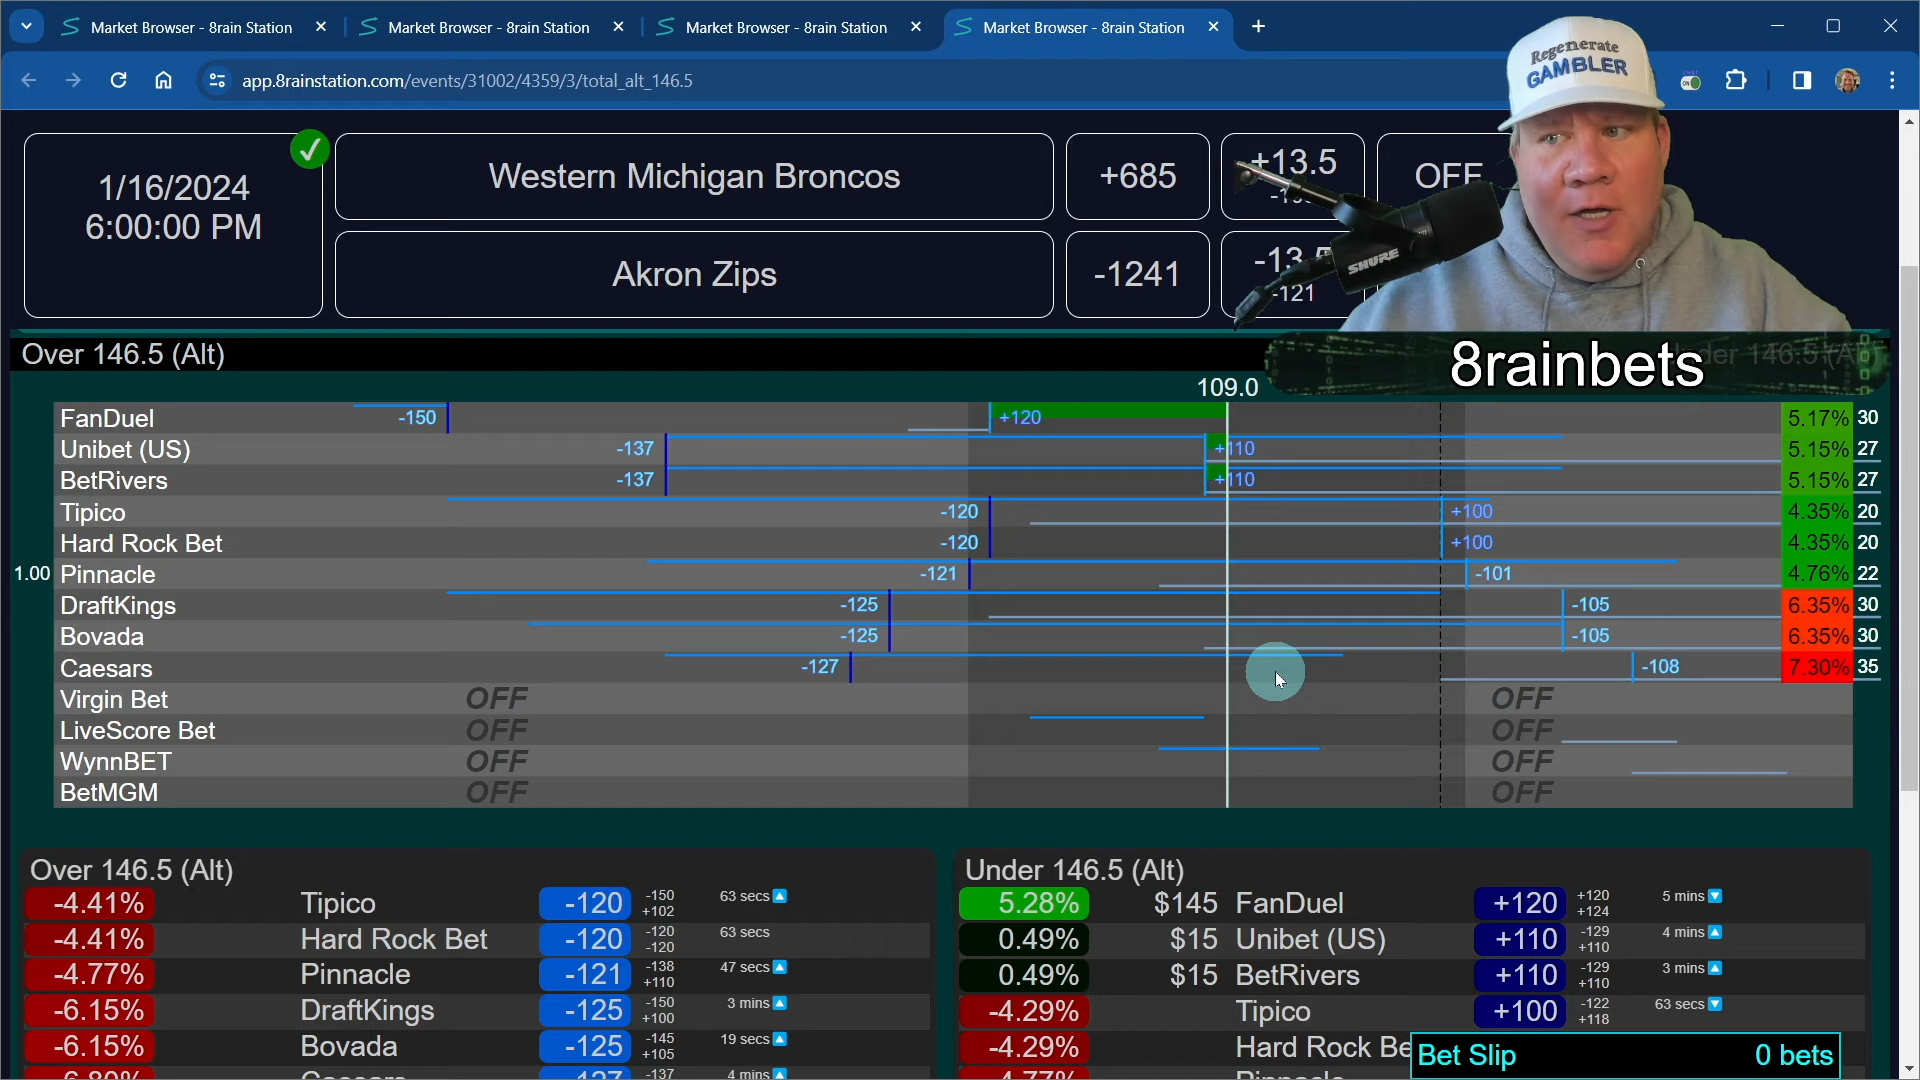 Market Browser - 8rain Station
Market Browser - 8rain Station
Market Browser - 8rain Station
Market Browser - 8rain Station
app.8rainstation.com/events/31002/4359/3/total_alt_146.5
Regenerate
GAMBLER
SHURE
1/16/2024
6:00:00 PM
Western Michigan Broncos +685 +13.5 OFF
Akron Zips -1241 -13.5
-121
Over 146.5 (Alt)
8rainbets
109.0
FanDuel -150 +120 5.17% 30
Unibet (US) -137 +110 5.15% 27
BetRivers -137 +110 5.15% 27
Tipico -120 +100 4.35% 20
Hard Rock Bet -120 +100 4.35% 20
1.00 Pinnacle -121 -101 4.76% 22
DraftKings -125 -105 6.35% 30
Bovada -125 -105 6.35% 30
Caesars -127 -108 7.30% 35
Virgin Bet OFF OFF
LiveScore Bet OFF OFF
WynnBET OFF OFF
BetMGM OFF OFF
Over 146.5 (Alt)
-4.41% Tipico -120 -150 +102 63 secs
-4.41% Hard Rock Bet -120 -120 -120 63 secs
-4.77% Pinnacle -121 -138 +110 47 secs
-6.15% DraftKings -125 -150 +100 3 mins
-6.15% Bovada -125 -145 +105 19 secs
-137 4 mins
Under 146.5 (Alt)
5.28% $145 FanDuel +120 +120 +124 5 mins
0.49% $15 Unibet (US) +110 -129 +110 4 mins
0.49% $15 BetRivers +110 -129 +110 3 mins
-4.29% Tipico +100 -122 +118 63 secs
-4.29% Hard Rock Be
Bet Slip 0 bets